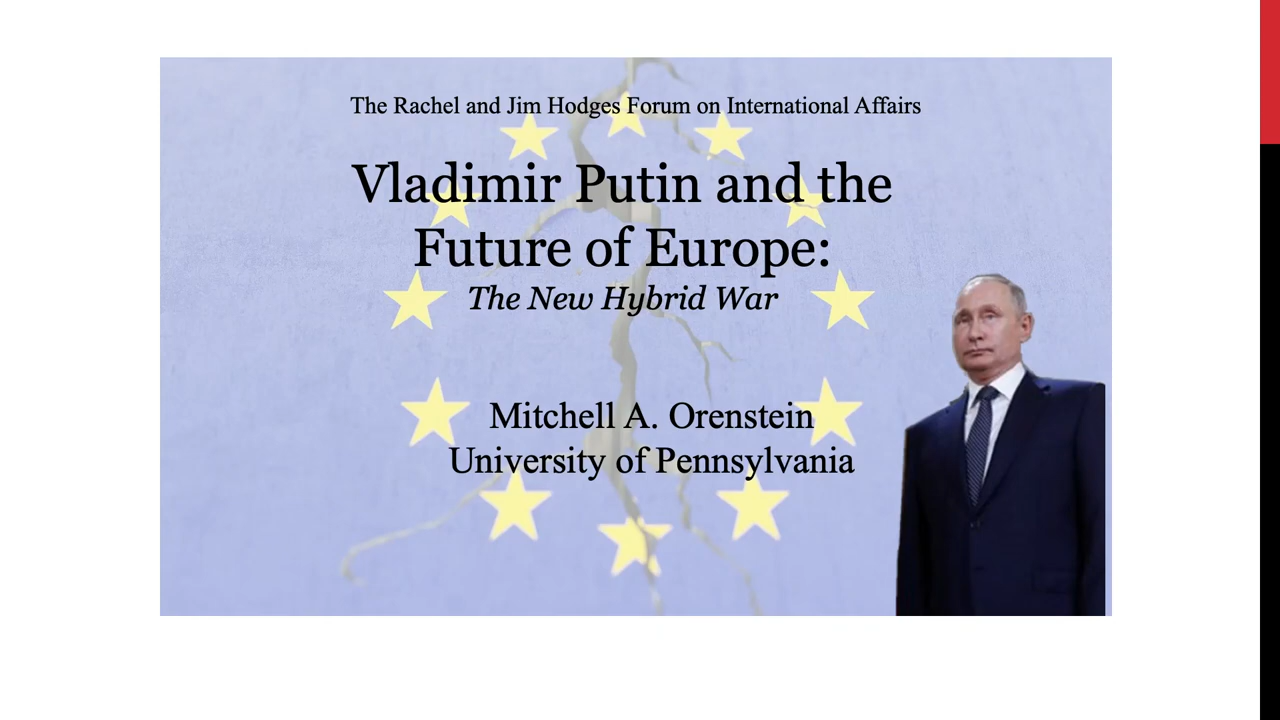 The Rachel and Jim Hodges Forum on International Affairs
Vladimir Putin and the
Future of Europe:
The New Hybrid War
Mitchell A. Orenstein
University of Pennsylvania